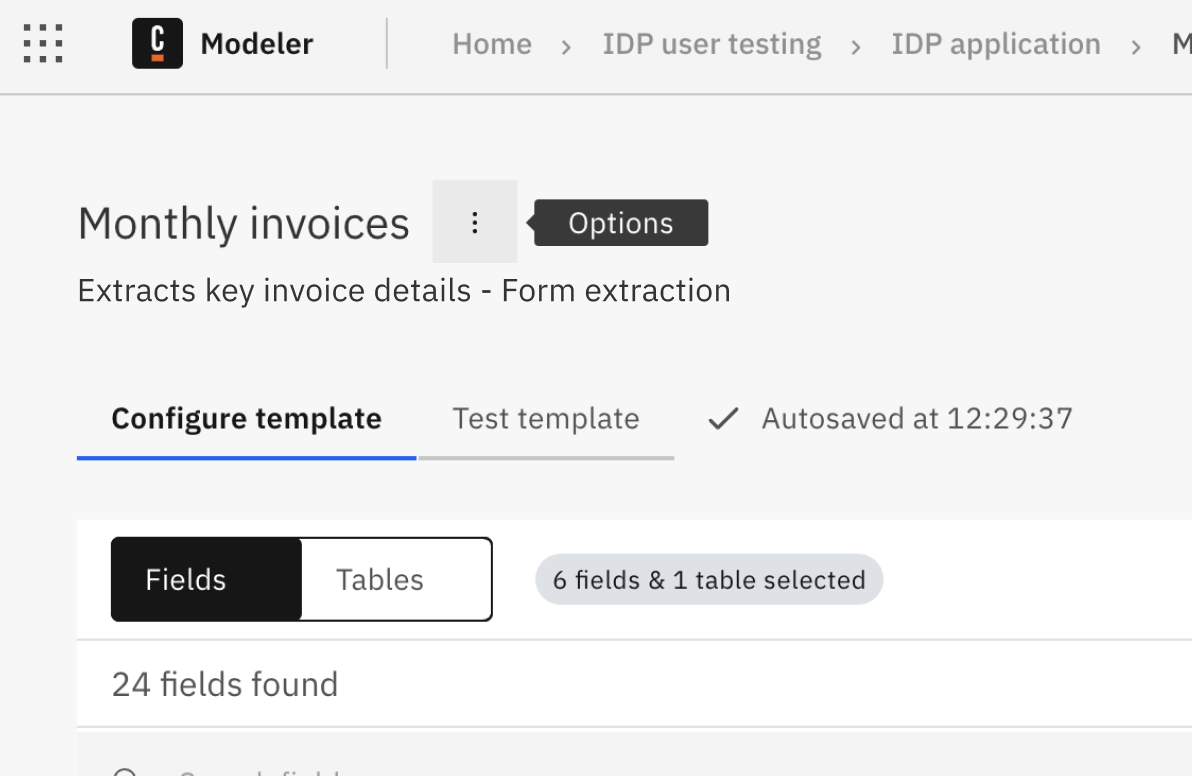 C Modeler Home > IDP user testing > IDP application > M
Monthly invoices Options
Extracts key invoice details - Form extraction
Configure template Test template ✓ Autosaved at 12:29:37
Fields Tables 6 fields & 1 table selected
24 fields found